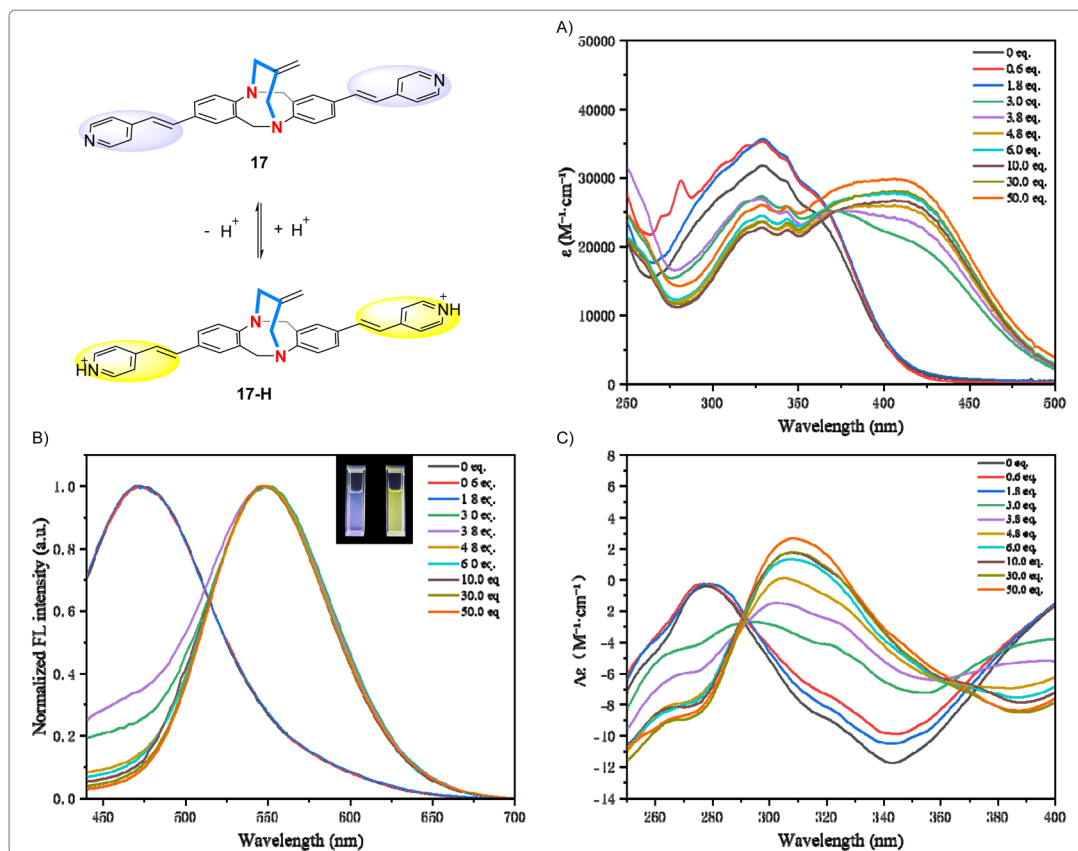 A)
N
N
N
N
17
- H+ + H+
+
NH
N
N
+
HN
17-H
50000
40000
30000
20000
10000
0
ε (M⁻¹·cm⁻¹)
250 300 350 400 450 500
Wavelength (nm)
0 eq.
0.6 eq.
1.8 eq.
3.0 eq.
3.8 eq.
4.8 eq.
6.0 eq.
10.0 eq.
30.0 eq.
50.0 eq.
B)
1.0
0.8
0.6
0.4
0.2
0.0
Normalized FL intensity (a.u.)
450 500 550 600 650 700
Wavelength (nm)
0 eq.
0.6 eq.
1.8 eq.
3.0 eq.
3.8 eq.
4.8 eq.
6.0 eq.
10.0 eq
30.0 eq
50.0 eq
C)
8
6
4
2
0
-2
-4
-6
-8
-10
-12
-14
Δε (M⁻¹·cm⁻¹)
260 280 300 320 340 360 380 400
Wavelength (nm)
0 eq.
0.6 eq.
1.8 eq.
3.0 eq.
3.8 eq.
4.8 eq.
6.0 eq.
10.0 eq.
30.0 eq.
50.0 eq.